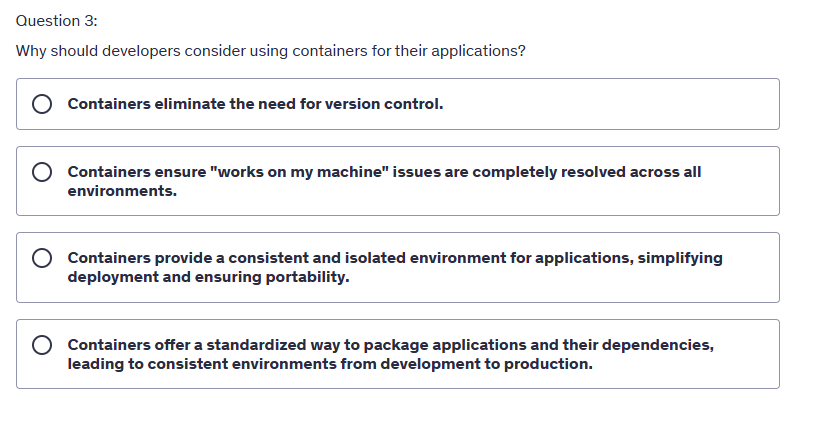 Question 3:
Why should developers consider using containers for their applications?
Containers eliminate the need for version control.
Containers ensure "works on my machine" issues are completely resolved across all
environments.
Containers provide a consistent and isolated environment for applications, simplifying
deployment and ensuring portability.
Containers offer a standardized way to package applications and their dependencies,
leading to consistent environments from development to production.